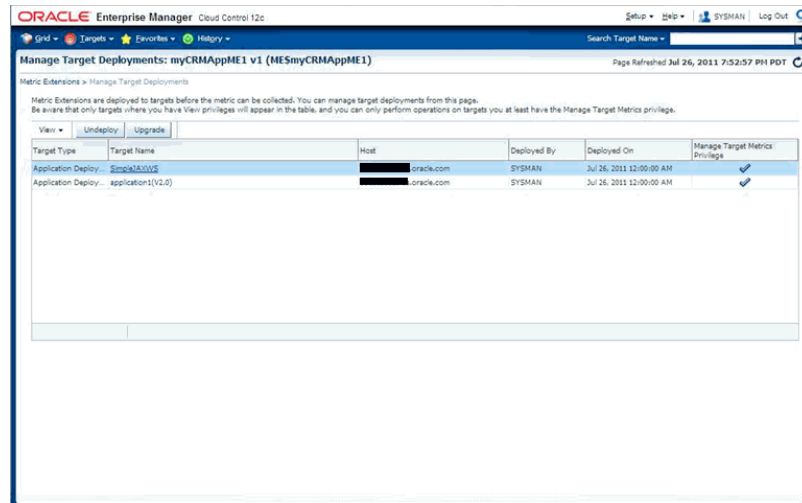 ORACLE Enterprise Manager Cloud Control 12c
Setup Help SYSMAN Log Out
Grid Targets Favorites History Search Target Name
Manage Target Deployments: myCRMAppME1 v1 (ME$myCRMAppME1)
Page Refreshed Jul 26, 2011 7:52:57 PM PDT
Metric Extensions > Manage Target Deployments
Metric Extensions are deployed to targets before the metric can be collected. You can manage target deployments from this page.
Be aware that only targets where you have View privileges will appear in the table, and you can only perform operations on targets you at least have the Manage Target Metrics privilege.
View Undeploy Upgrade
Target Type Target Name Host Deployed By Deployed On Manage Target Metrics Privilege
Application Deploy... SimpleJAXWS .oracle.com SYSMAN Jul 26, 2011 12:00:00 AM
Application Deploy... application1(V2.0) .oracle.com SYSMAN Jul 26, 2011 12:00:00 AM